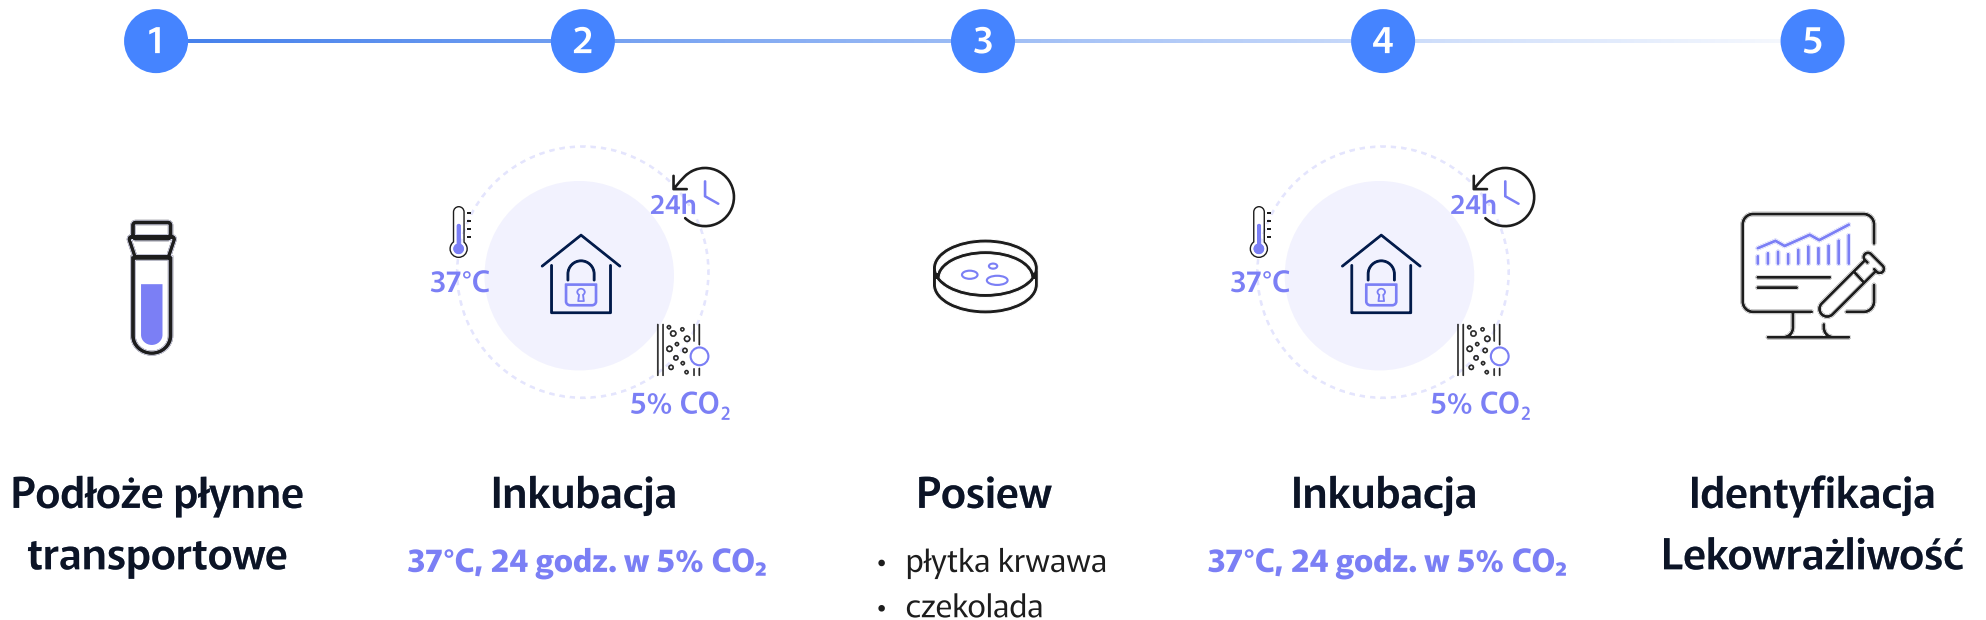 1
2
3
4
5
24h
37°C
5% CO₂
24h
37°C
5% CO₂
Podłoże płynne
transportowe
Inkubacja
37°C, 24 godz. w 5% CO₂
Posiew
• płytka krwawa
• czekolada
Inkubacja
37°C, 24 godz. w 5% CO₂
Identyfikacja
Lekowrażliwość